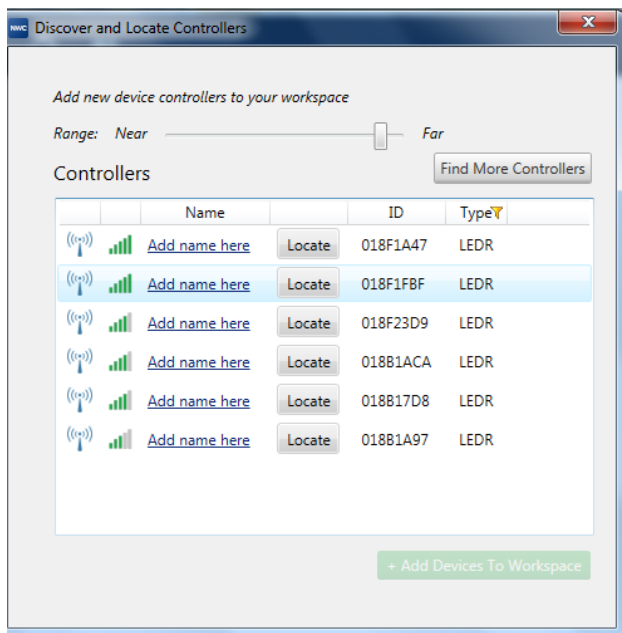 NWC Discover and Locate Controllers
x
Add new device controllers to your workspace
Range: Near Far
Find More Controllers
Controllers
Name ID Type
Add name here Locate 018F1A47 LEDR
Add name here Locate 018F1FBF LEDR
Add name here Locate 018F23D9 LEDR
Add name here Locate 018B1ACA LEDR
Add name here Locate 018B17D8 LEDR
Add name here Locate 018B1A97 LEDR
+ Add Devices To Workspace